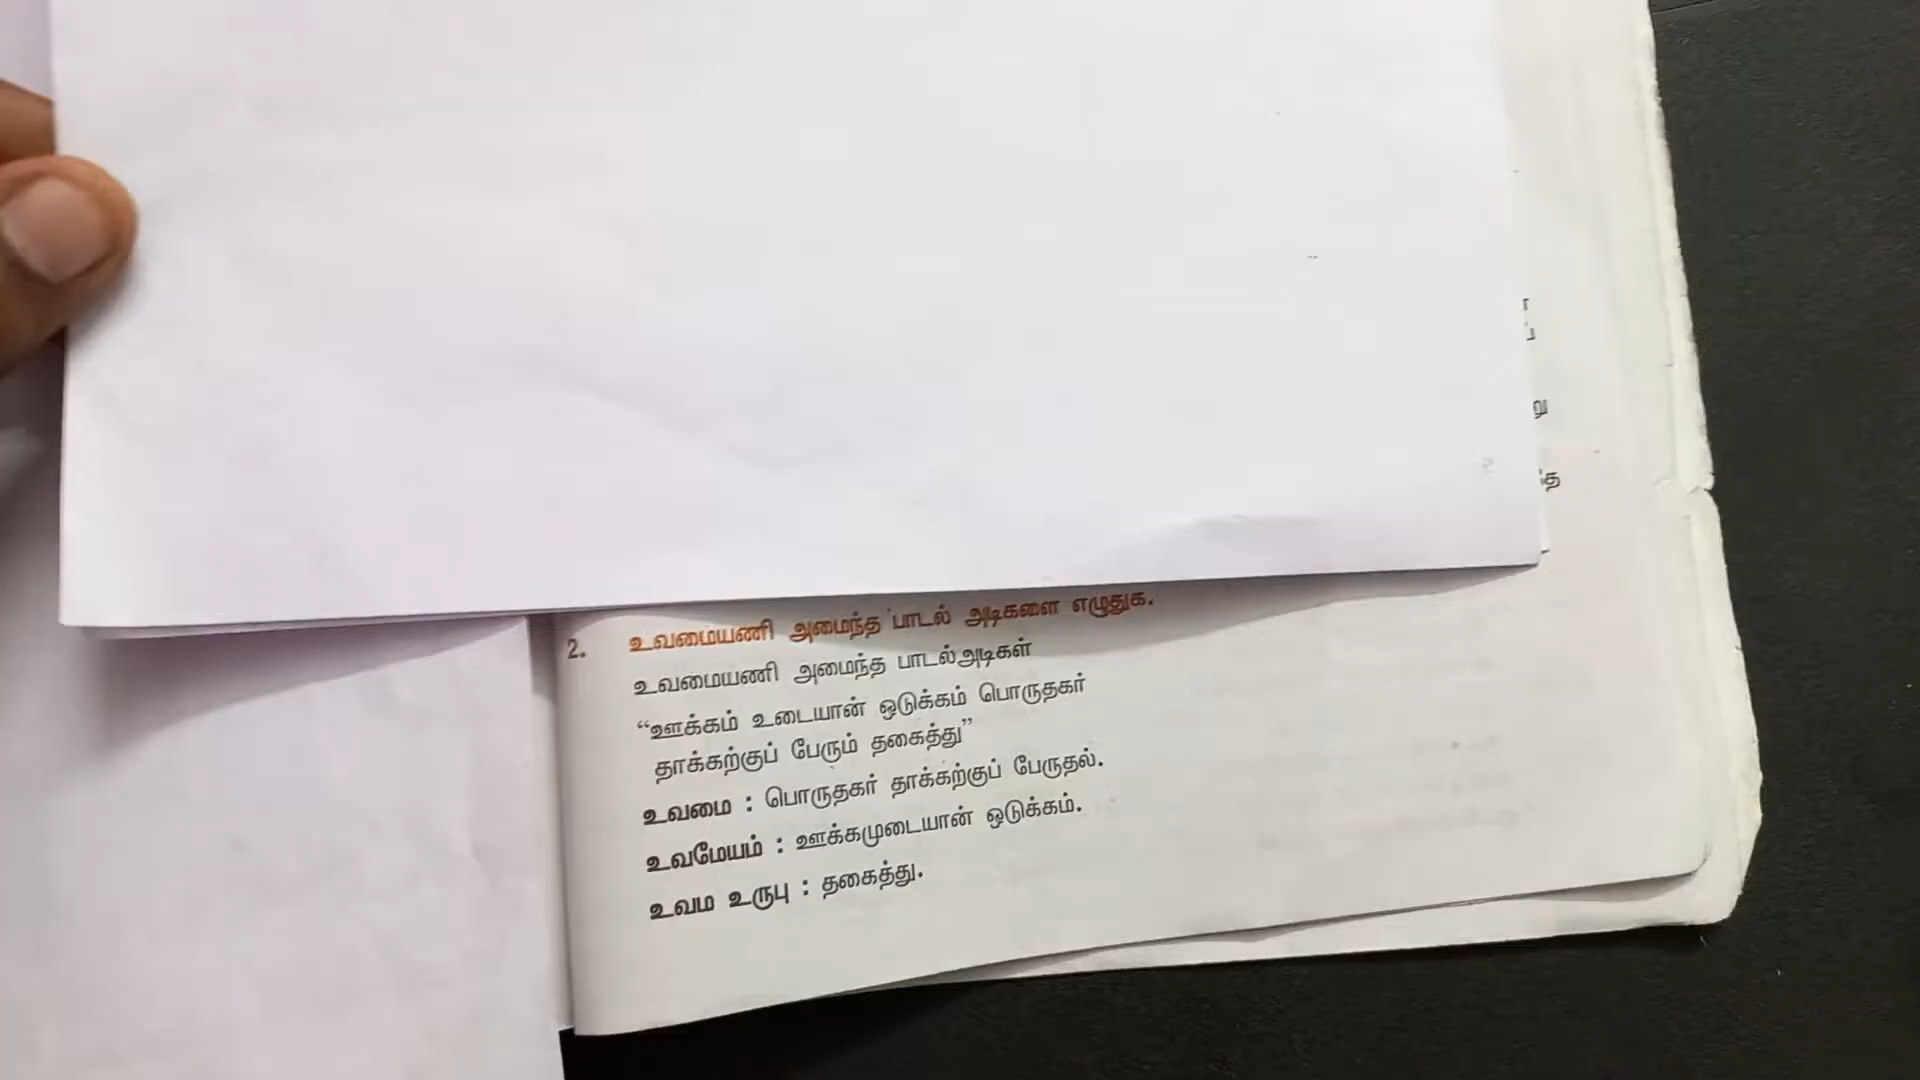 2. உவமையணி அமைந்த பாடல் அடிகளை எழுதுக.
உவமையணி அமைந்த பாடல்அடிகள்
“ஊக்கம் உடையான் ஒடுக்கம் பொருதகர்
தாக்கற்குப் பேரும் தகைத்து”
உவமை : பொருதகர் தாக்கற்குப் பேருதல்.
உவமேயம் : ஊக்கமுடையான் ஒடுக்கம்.
உவம உருபு : தகைத்து.